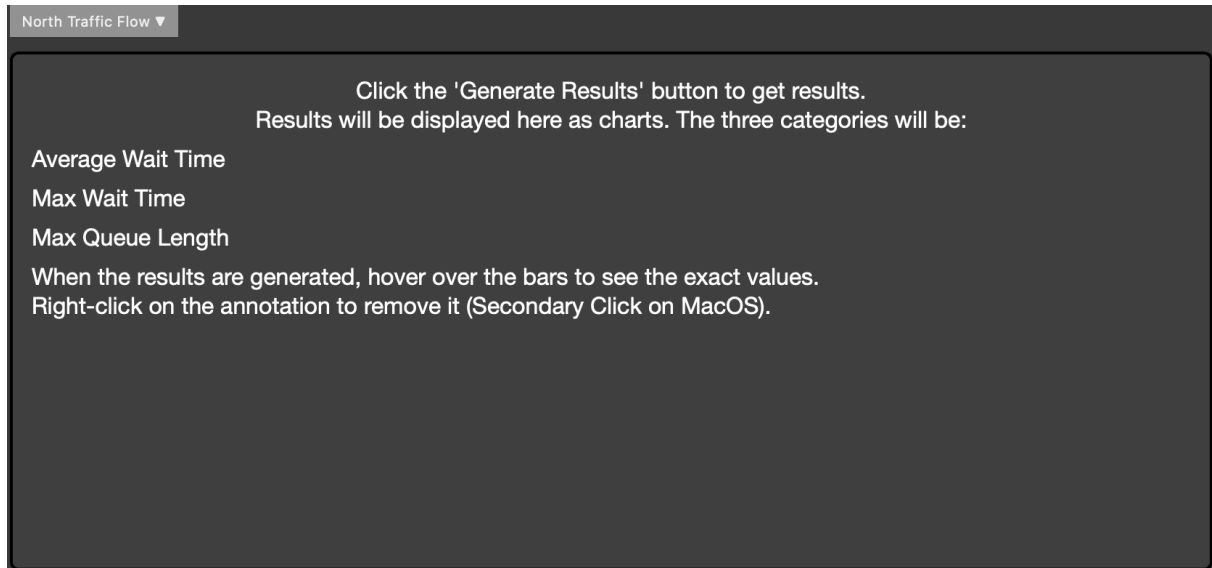 North Traffic Flow ▼
Click the 'Generate Results' button to get results.
Results will be displayed here as charts. The three categories will be:
Average Wait Time
Max Wait Time
Max Queue Length
When the results are generated, hover over the bars to see the exact values.
Right-click on the annotation to remove it (Secondary Click on MacOS).